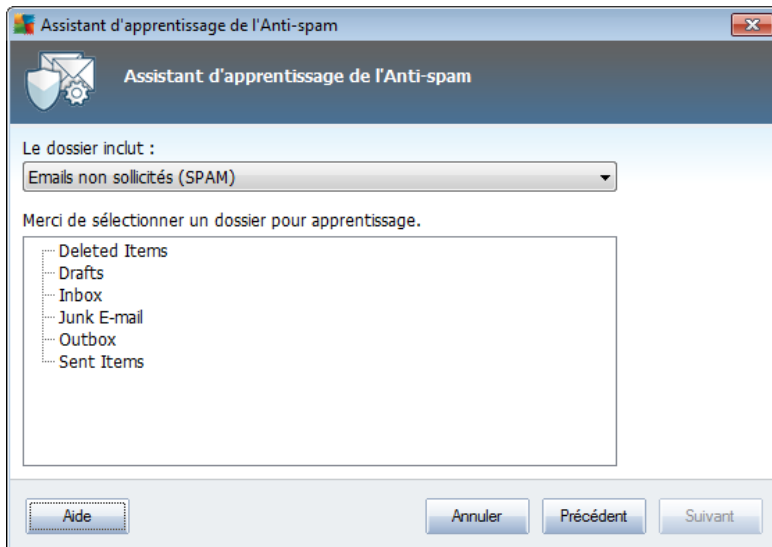 Assistant d'apprentissage de l'Anti-spam
Assistant d'apprentissage de l'Anti-spam
Le dossier inclut :
Emails non sollicités (SPAM)
Merci de sélectionner un dossier pour apprentissage.
Deleted Items
Drafts
Inbox
Junk E-mail
Outbox
Sent Items
Aide
Annuler
Précédent
Suivant